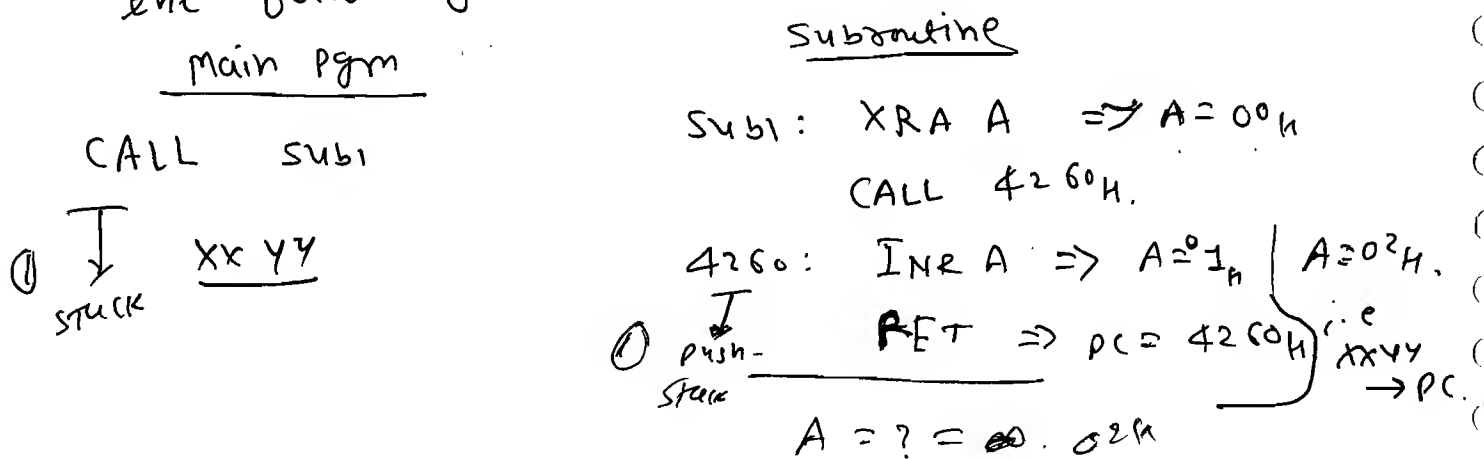 Main Pgm
CALL SUB1
① XX YY
STACK
Subroutine
SUB1: XRA A => A = 00H
CALL 4260H.
4260: INR A => A = 01H | A = 02H.
① Push- RET => PC = 4260H i.e XXYY → PC.
Stack
A = ? = 02H